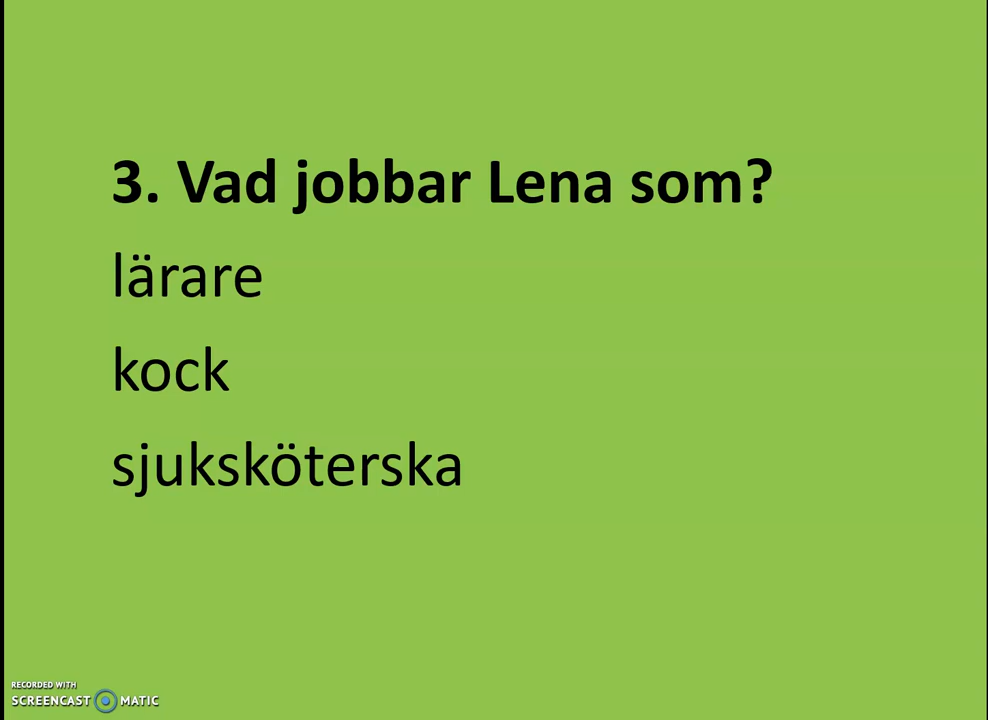 3. Vad jobbar Lena som?
lärare
kock
sjuksköterska
RECORDED WITH
SCREENCAST MATIC